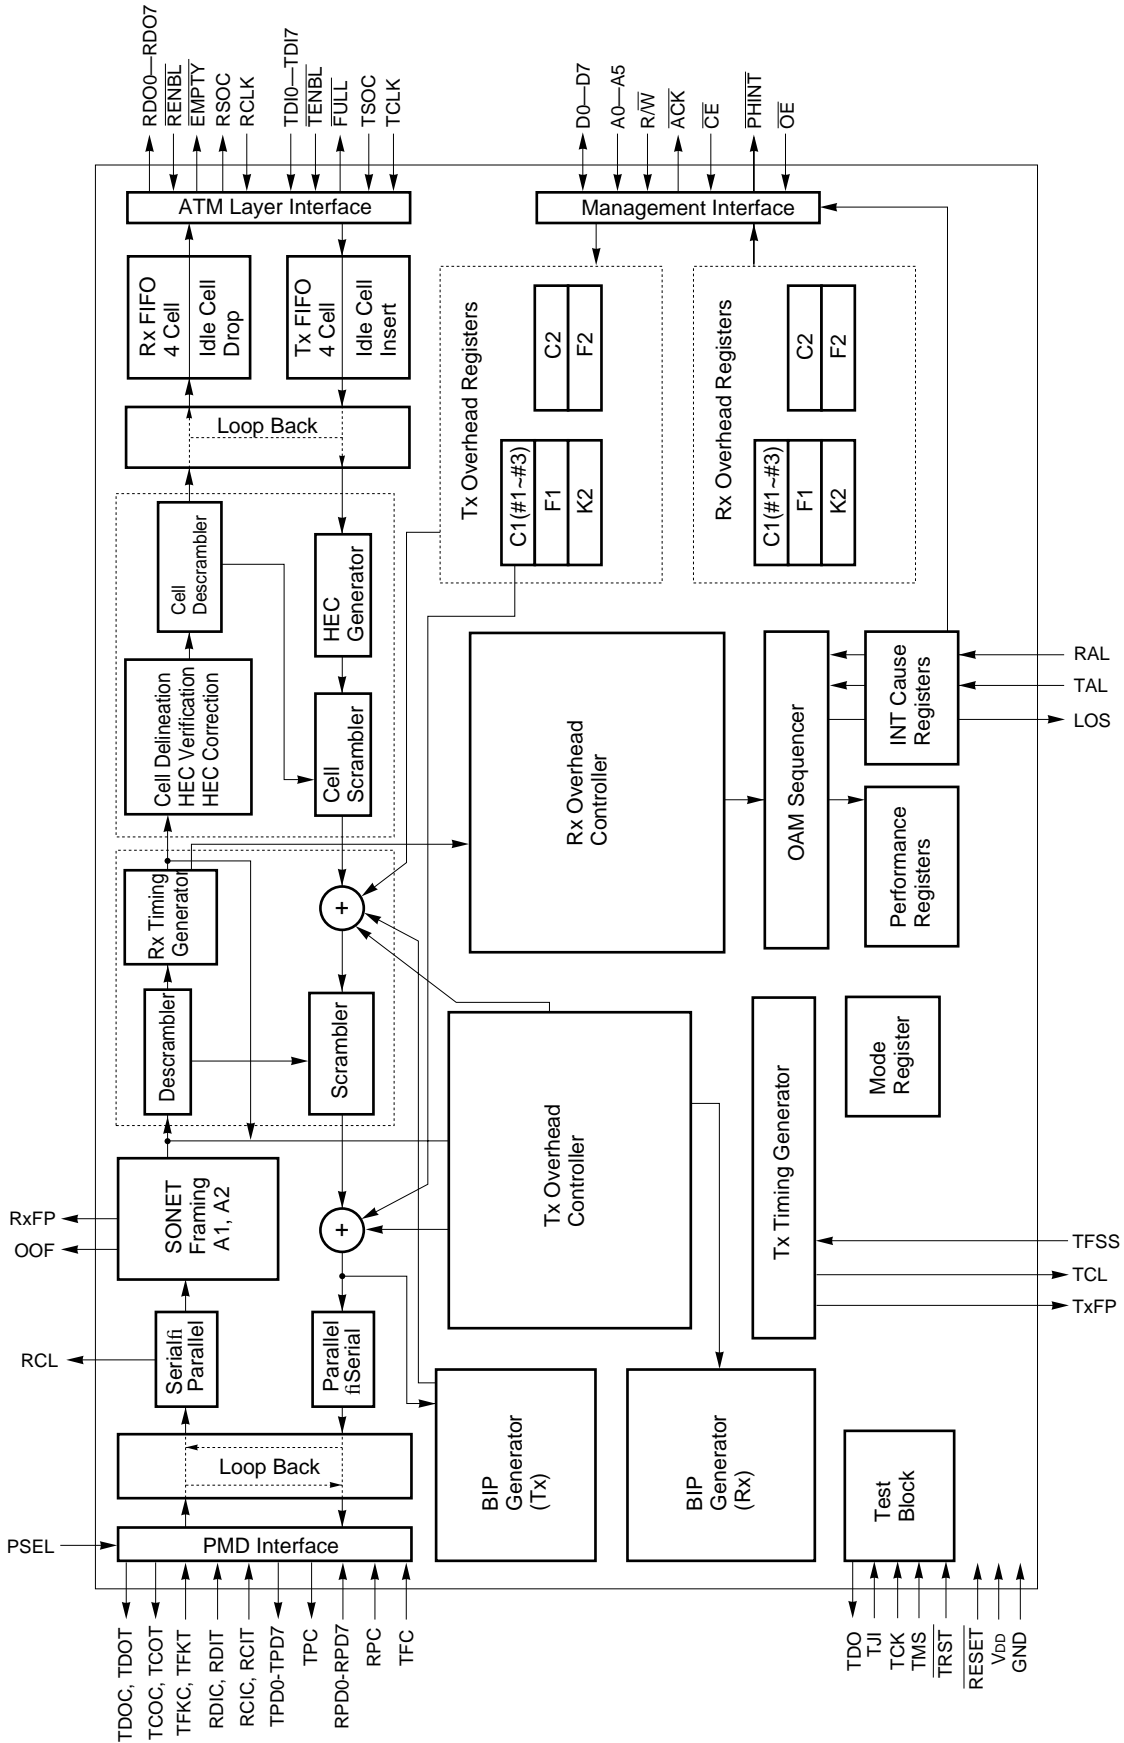 RDO0—RDO7
RENBL
EMPTY
RSOC
RCLK
TDI0—TDI7
TENBL
FULL
TSOC
TCLK
D0—D7
A0—A5
R/W
ACK
CE
PHINT
OE
ATM Layer Interface
Management Interface
Rx FIFO
4 Cell
Idle Cell
Drop
Tx FIFO
4 Cell
Idle Cell
Insert
Loop Back
Tx Overhead Registers
C1(#1~#3)
F1
K2
C2
F2
Rx Overhead Registers
C1(#1~#3)
F1
K2
C2
F2
Cell
Descrambler
HEC
Generator
Cell Delineation
HEC Verification
HEC Correction
Cell
Scrambler
Rx Overhead
Controller
OAM Sequencer
INT Cause
Registers
RAL
TAL
LOS
Performance
Registers
Rx Timing
Generator
+
Descrambler
Scrambler
Tx Overhead
Controller
Tx Timing Generator
Mode
Register
RxFP
OOF
SONET
Framing
A1, A2
+
TFSS
TCL
TxFP
RCL
Serialfi
Parallel
Parallel
fiSerial
BIP
Generator
(Tx)
BIP
Generator
(Rx)
Test
Block
Loop Back
PSEL
PMD Interface
TDOC, TDOT
TCOC, TCOT
TFKC, TFKT
RDIC, RDIT
RCIC, RCIT
TPD0-TPD7
TPC
RPD0-RPD7
RPC
TFC
TDO
TJI
TCK
TMS
TRST
RESET
VDD
GND